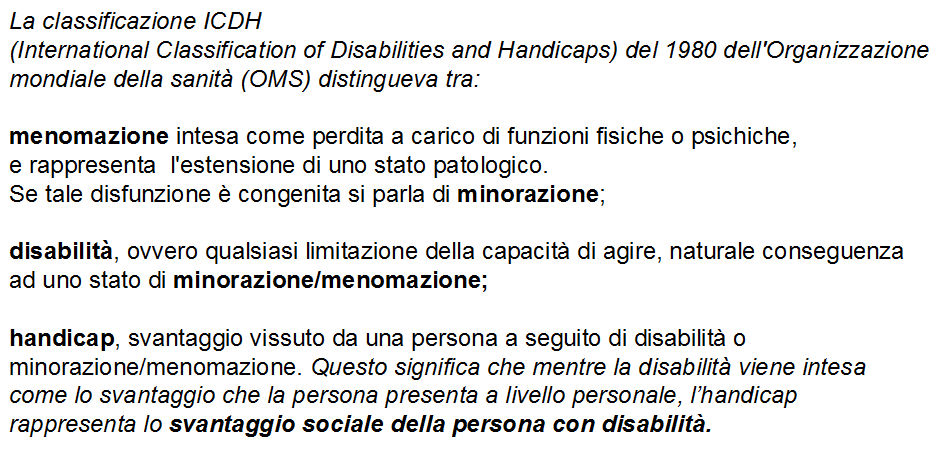 La classificazione ICDH
(International Classification of Disabilities and Handicaps) del 1980 dell'Organizzazione
mondiale della sanità (OMS) distingueva tra:
menomazione intesa come perdita a carico di funzioni fisiche o psichiche,
e rappresenta  l'estensione di uno stato patologico.
Se tale disfunzione è congenita si parla di minorazione;
disabilità, ovvero qualsiasi limitazione della capacità di agire, naturale conseguenza
ad uno stato di minorazione/menomazione;
handicap, svantaggio vissuto da una persona a seguito di disabilità o
minorazione/menomazione. Questo significa che mentre la disabilità viene intesa
come lo svantaggio che la persona presenta a livello personale, l’handicap
rappresenta lo svantaggio sociale della persona con disabilità.